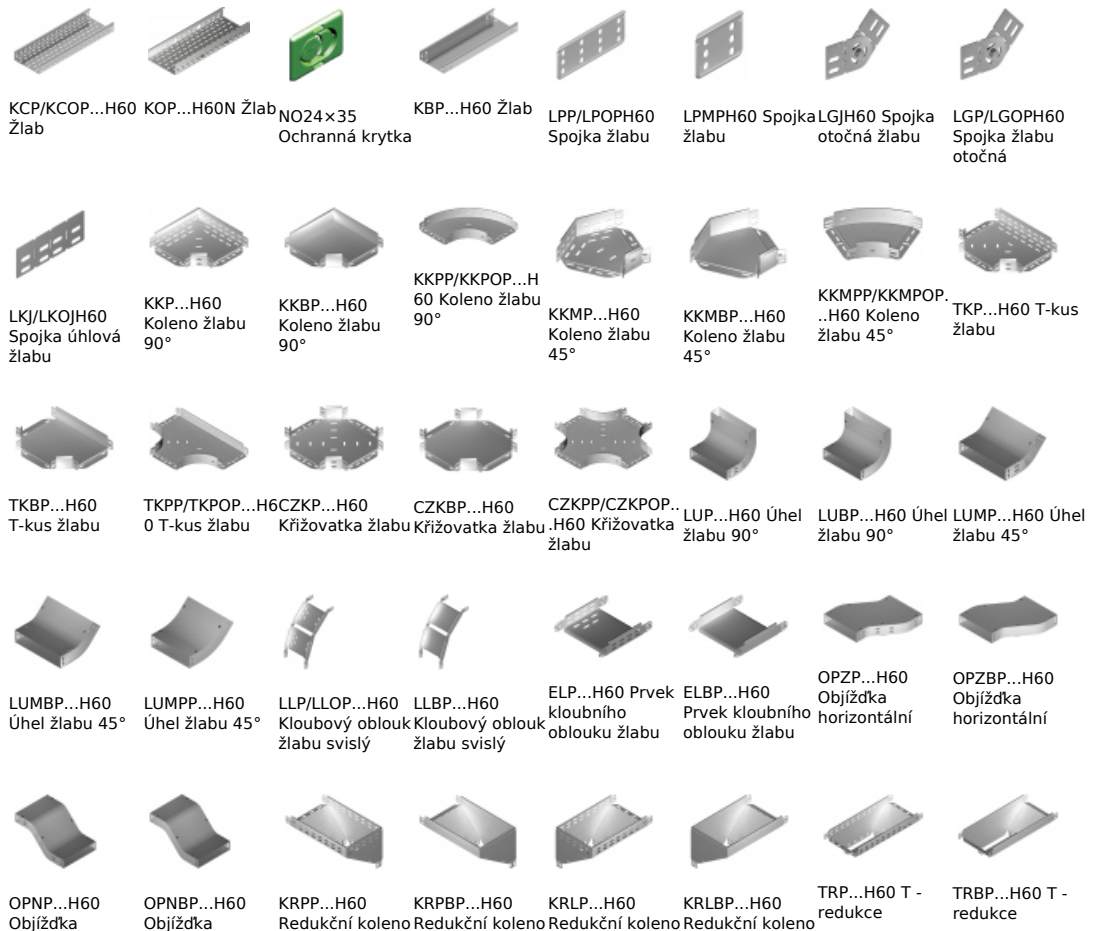 KCP/KCOP...H60
Žlab
KOP...H60N Žlab
NO24×35
Ochranná krytka
KBP...H60 Žlab
LPP/LPOPH60
Spojka žlabu
LPMPH60 Spojka
žlabu
LGJH60 Spojka
otočná žlabu
LGP/LGOPH60
Spojka žlabu
otočná
LKJ/LKOJH60
Spojka úhlová
žlabu
KKP...H60
Koleno žlabu
90°
KKBP...H60
Koleno žlabu
90°
KKPP/KKPOP...H
60 Koleno žlabu
90°
KKMP...H60
Koleno žlabu
45°
KKMBP...H60
Koleno žlabu
45°
KKMPP/KKMPOP.
..H60 Koleno
žlabu 45°
TKP...H60 T-kus
žlabu
TKBP...H60
T-kus žlabu
TKPP/TKPOP...H6
0 T-kus žlabu
CZKP...H60
Křižovatka žlabu
CZKBP...H60
Křižovatka žlabu
CZKPP/CZKPOP..
.H60 Křižovatka
žlabu
LUP...H60 Úhel
žlabu 90°
LUBP...H60 Úhel
žlabu 90°
LUMP...H60 Úhel
žlabu 45°
LUMBP...H60
Úhel žlabu 45°
LUMPP...H60
Úhel žlabu 45°
LLP/LLOP...H60
Kloubový oblouk
žlabu svislý
LLBP...H60
Kloubový oblouk
žlabu svislý
ELP...H60 Prvek
kloubního
oblouku žlabu
ELBP...H60
Prvek kloubního
oblouku žlabu
OPZP...H60
Objížďka
horizontální
OPZBP...H60
Objížďka
horizontální
OPNP...H60
Objížďka
OPNBP...H60
Objížďka
KRPP...H60
Redukční koleno
KRPBP...H60
Redukční koleno
KRLP...H60
Redukční koleno
KRLBP...H60
Redukční koleno
TRP...H60 T -
redukce
TRBP...H60 T -
redukce